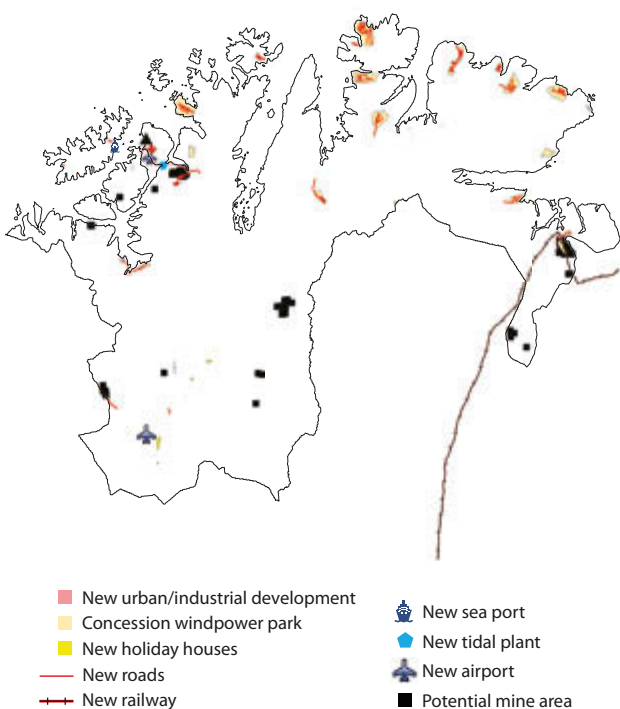 New urban/industrial development
Concession windpower park
New holiday houses
New roads
New railway
New sea port
New tidal plant
New airport
Potential mine area